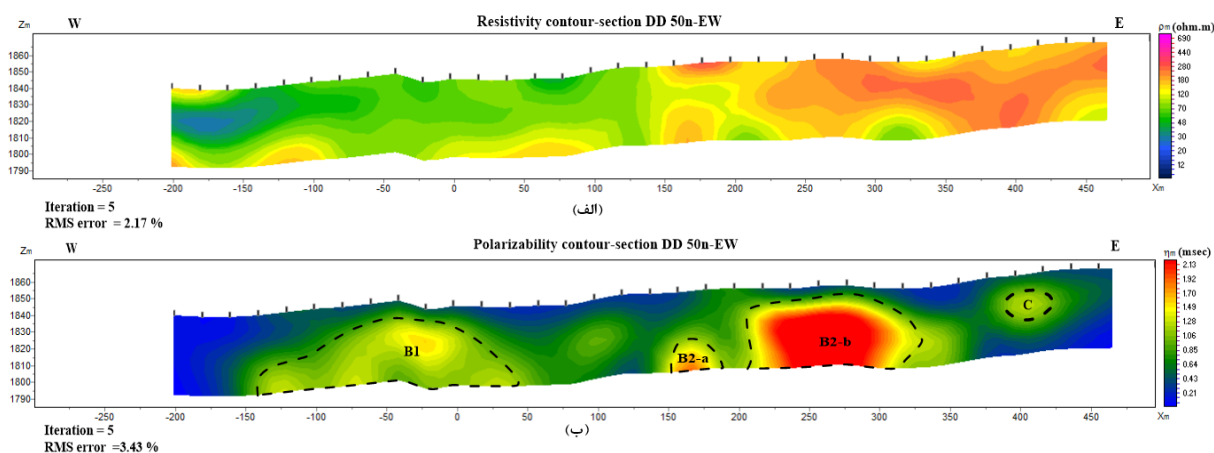 Resistivity contour-section DD 50n-EW
Zm W E ρm (ohm.m)
1860
1850
1840
1830
1820
1810
1800
1790
690
440
280
180
120
70
48
30
20
12
-250 -200 -150 -100 -50 0 50 100 150 200 250 300 350 400 450 Xm
Iteration = 5
RMS error = 2.17 %
(الف)
Polarizability contour-section DD 50n-EW
Zm W E ηm (msec)
1860
1850
1840
1830
1820
1810
1800
1790
2.13
1.92
1.70
1.49
1.28
1.06
0.85
0.64
0.43
0.21
B1
B2-a
B2-b
C
-250 -200 -150 -100 -50 0 50 100 150 200 250 300 350 400 450 Xm
Iteration = 5
RMS error =3.43 %
(ب)